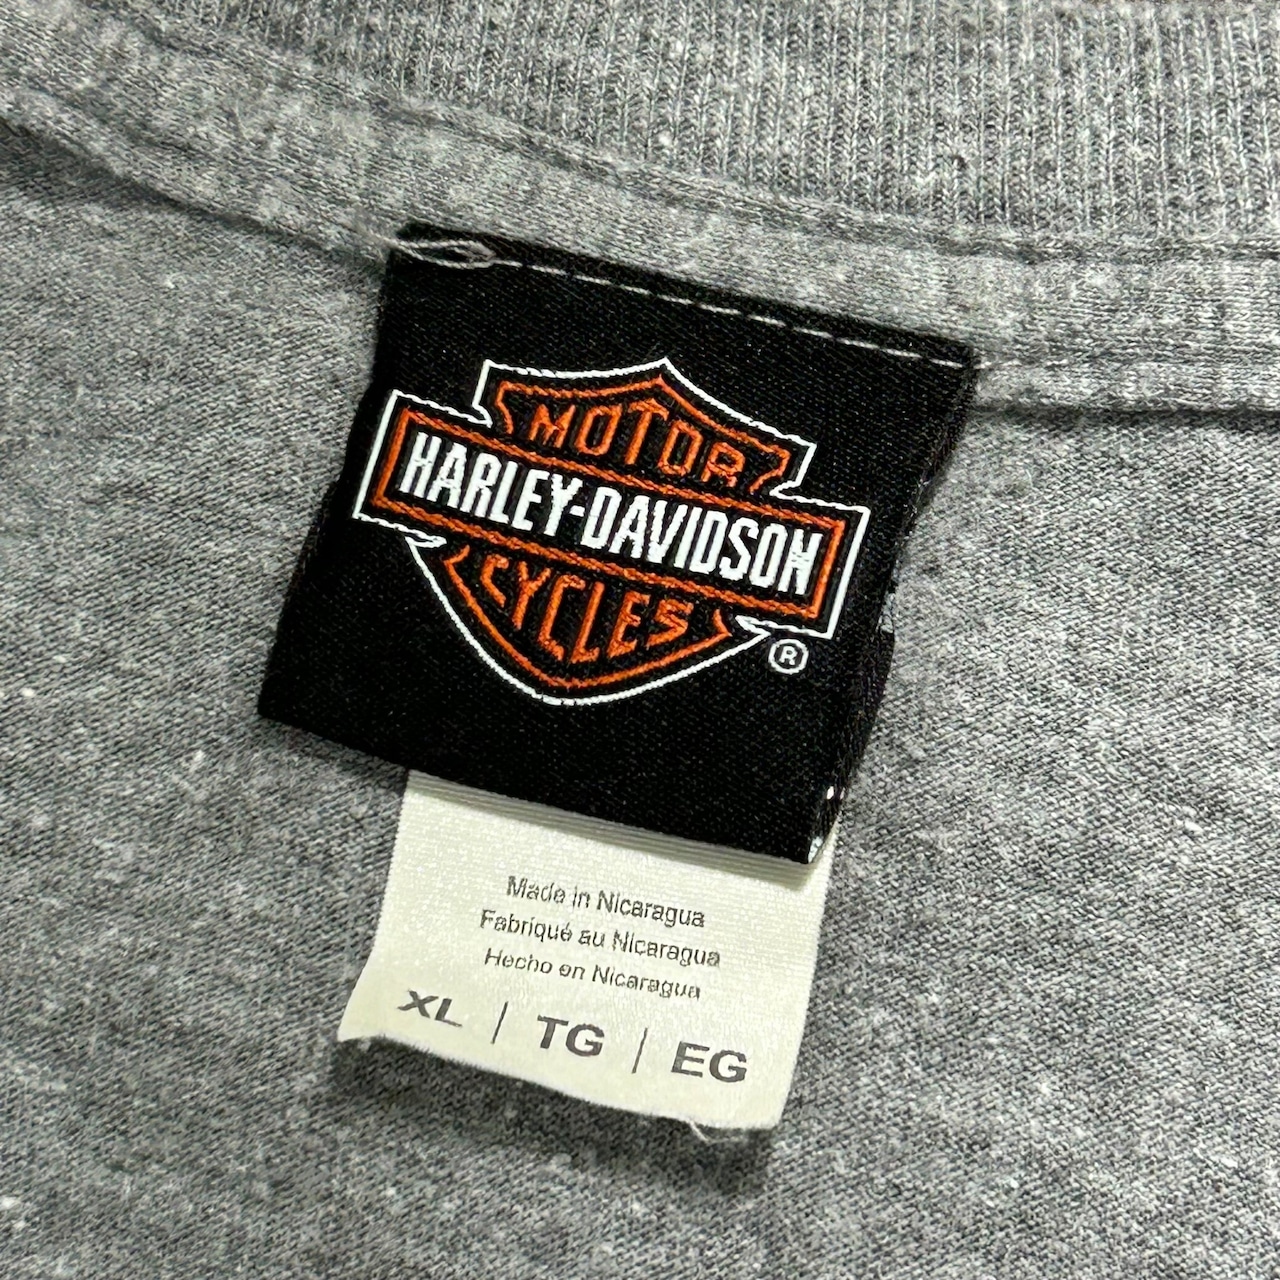 MOTOR
HARLEY-DAVIDSON
CYCLES
®
Made in Nicaragua
Fabriqué au Nicaragua
Hecho en Nicaragua
XL | TG | EG